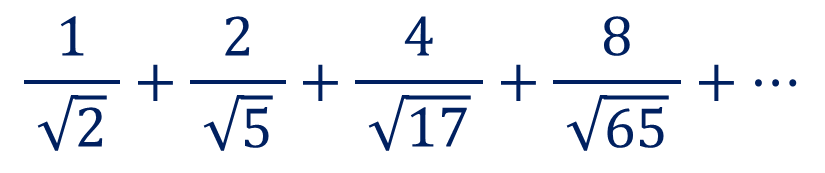 1/√2 + 2/√5 + 4/√17 + 8/√65 + ⋯